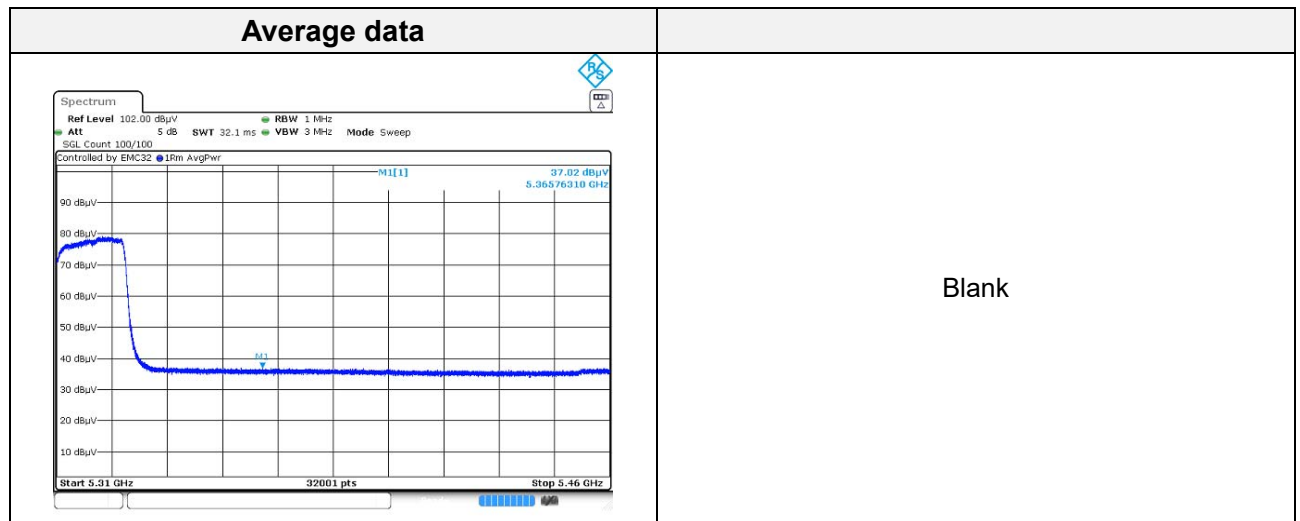 Average data
R&S
Spectrum
Ref Level 102.00 dBµV RBW 1 MHz
Att 5 dB SWT 32.1 ms VBW 3 MHz Mode Sweep
SGL Count 100/100
Controlled by EMC32 1Rm AvgPwr
M1[1] 37.02 dBµV
5.36576310 GHz
90 dBµV
80 dBµV
70 dBµV
60 dBµV
50 dBµV
40 dBµV
M1
30 dBµV
20 dBµV
10 dBµV
Start 5.31 GHz 32001 pts Stop 5.46 GHz
Blank